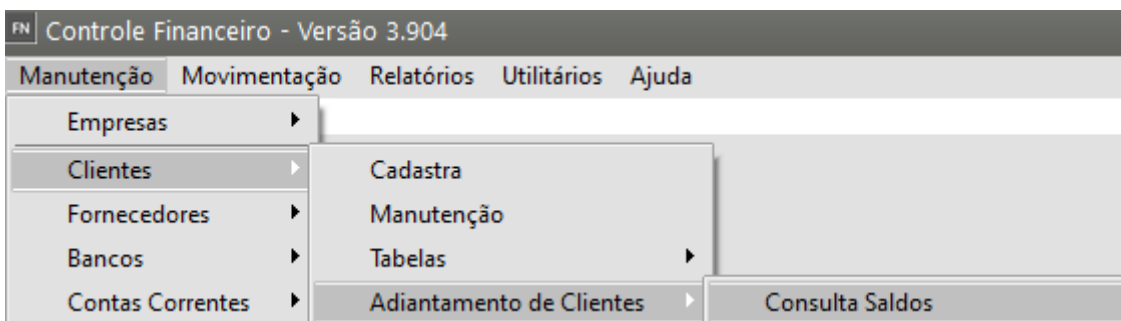 FN Controle Financeiro - Versão 3.904
Manutenção Movimentação Relatórios Utilitários Ajuda
Empresas
Clientes Cadastra
Fornecedores Manutenção
Bancos Tabelas
Contas Correntes Adiantamento de Clientes Consulta Saldos